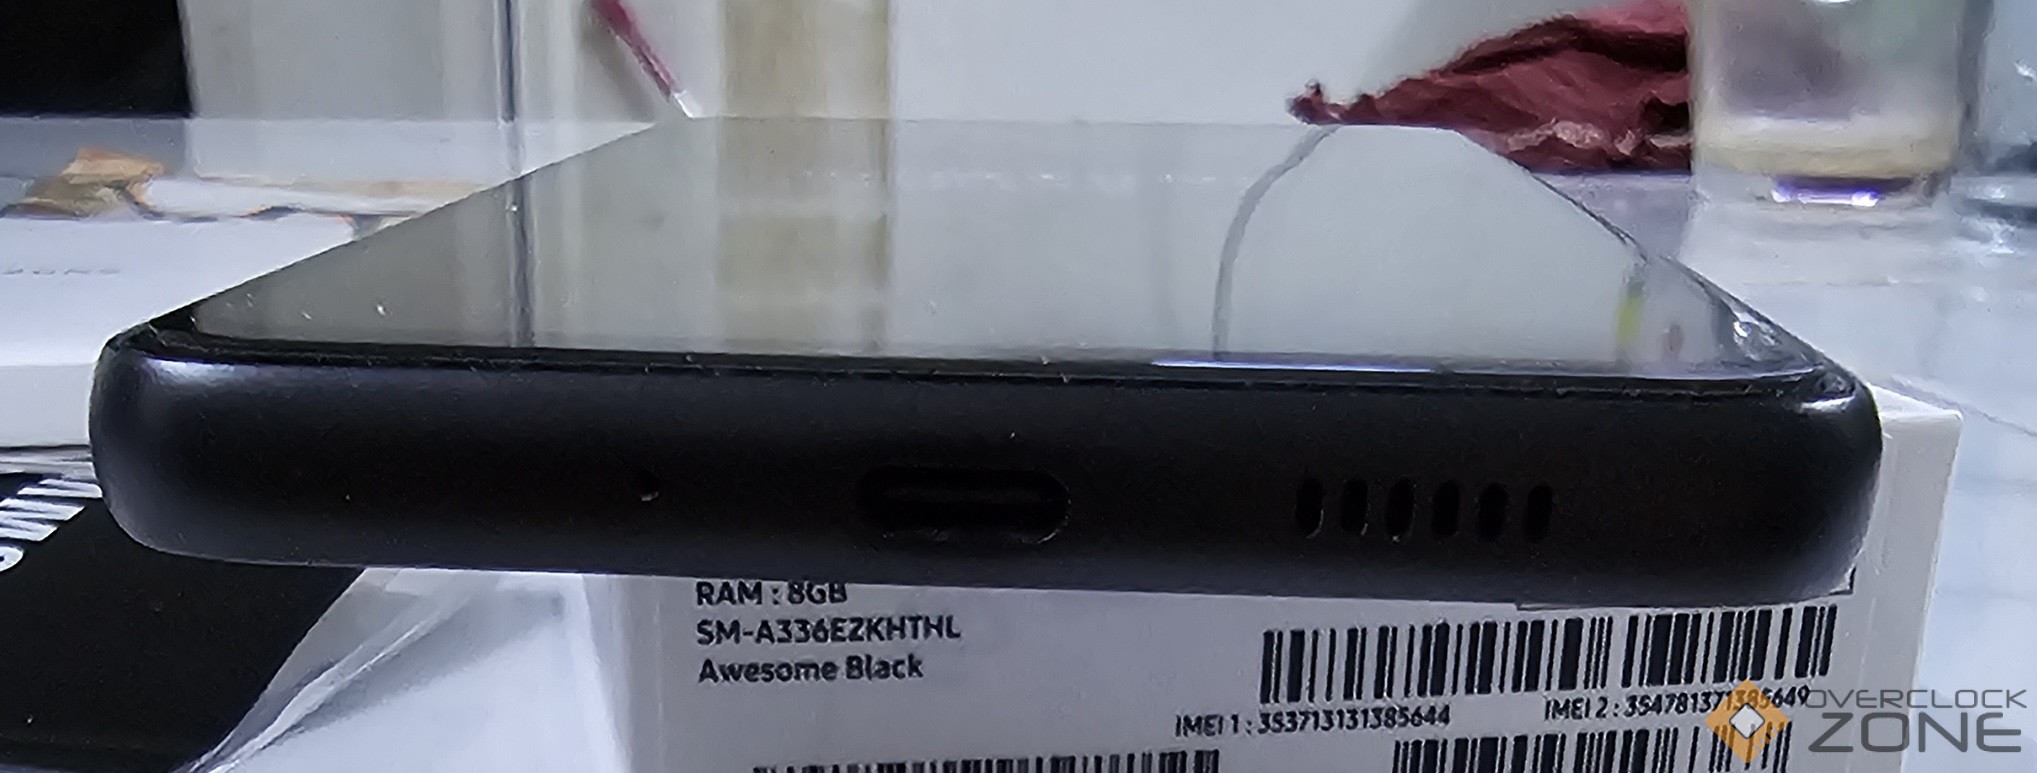 RAM : 8GB
SM-A336EZKHTHL
Awesome Black
IMEI 1 : 353713131385644
IMEI 2 : 354781371385649
OVERCLOCK
ZONE